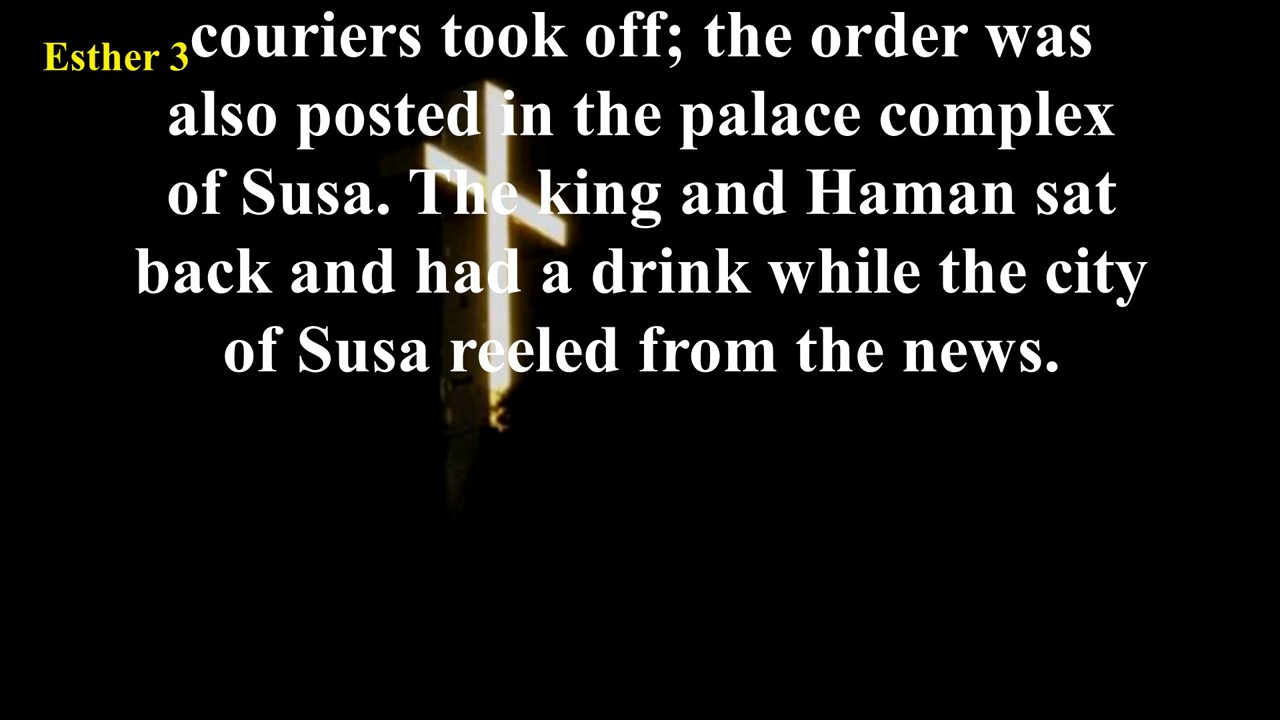 Esther 3
couriers took off; the order was
also posted in the palace complex
of Susa. The king and Haman sat
back and had a drink while the city
of Susa reeled from the news.